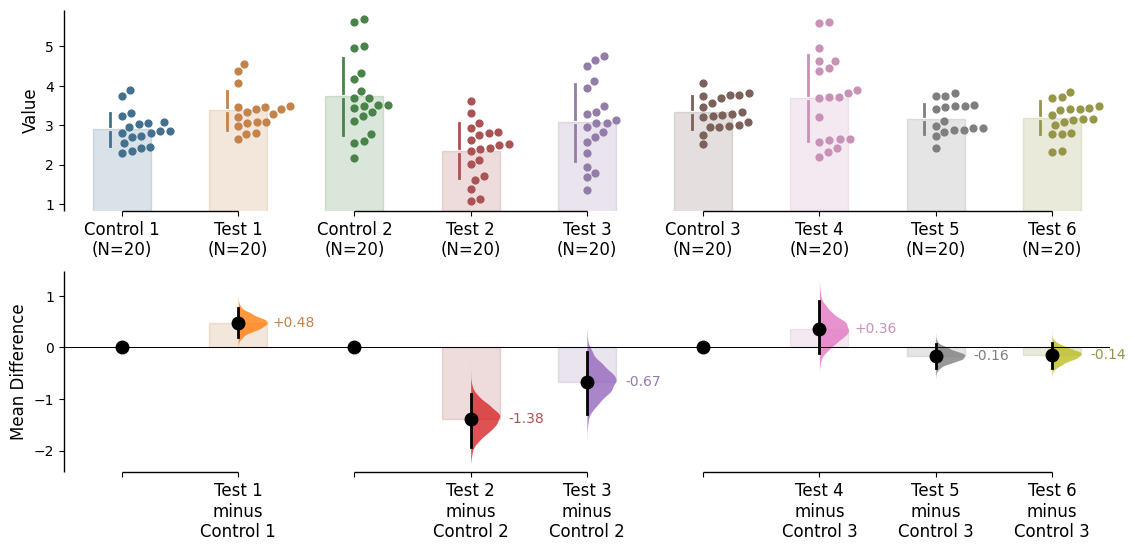 Value
5
4
3
2
1
Control 1 Test 1 Control 2 Test 2 Test 3 Control 3 Test 4 Test 5 Test 6
(N=20) (N=20) (N=20) (N=20) (N=20) (N=20) (N=20) (N=20) (N=20)
Mean Difference
1
0
−1
−2
+0.48
-1.38
-0.67
+0.36
-0.16
-0.14
Test 1 Test 2 Test 3 Test 4 Test 5 Test 6
minus minus minus minus minus minus
Control 1 Control 2 Control 2 Control 3 Control 3 Control 3